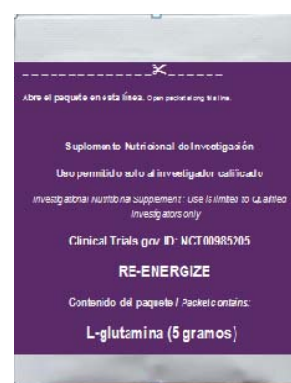 Abre el paquete en esta línea. Open packet along this line.
Suplemento Nutricional de Investigación
Uso permitido solo al investigador calificado
Investigational Nutritional Supplement: Use is limited to Qualified
Investigators only
Clinical Trials.gov ID: NCT00985205
RE-ENERGIZE
Contenido del paquete / Packet contains:
L-glutamina (5 gramos)